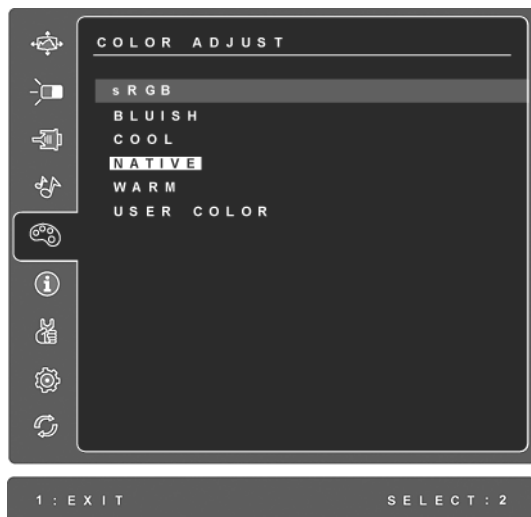 COLOR ADJUST
sRGB
BLUISH
COOL
NATIVE
WARM
USER COLOR
1:EXIT SELECT:2